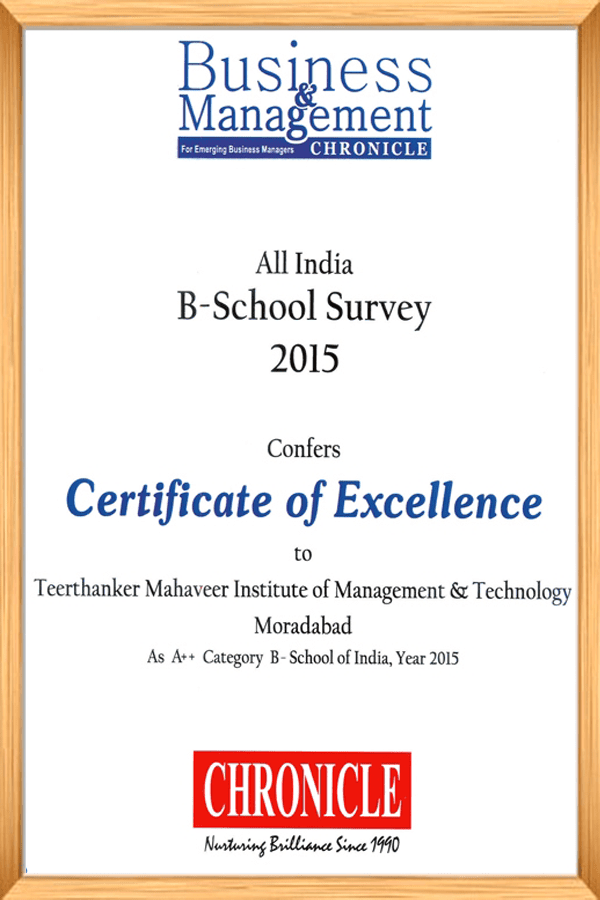 Business
&
Management
For Emerging Business Managers CHRONICLE
All India
B-School Survey
2015
Confers
Certificate of Excellence
to
Teerthanker Mahaveer Institute of Management & Technology
Moradabad
As A++ Category B- School of India, Year 2015
CHRONICLE
Nurturing Brilliance Since 1990